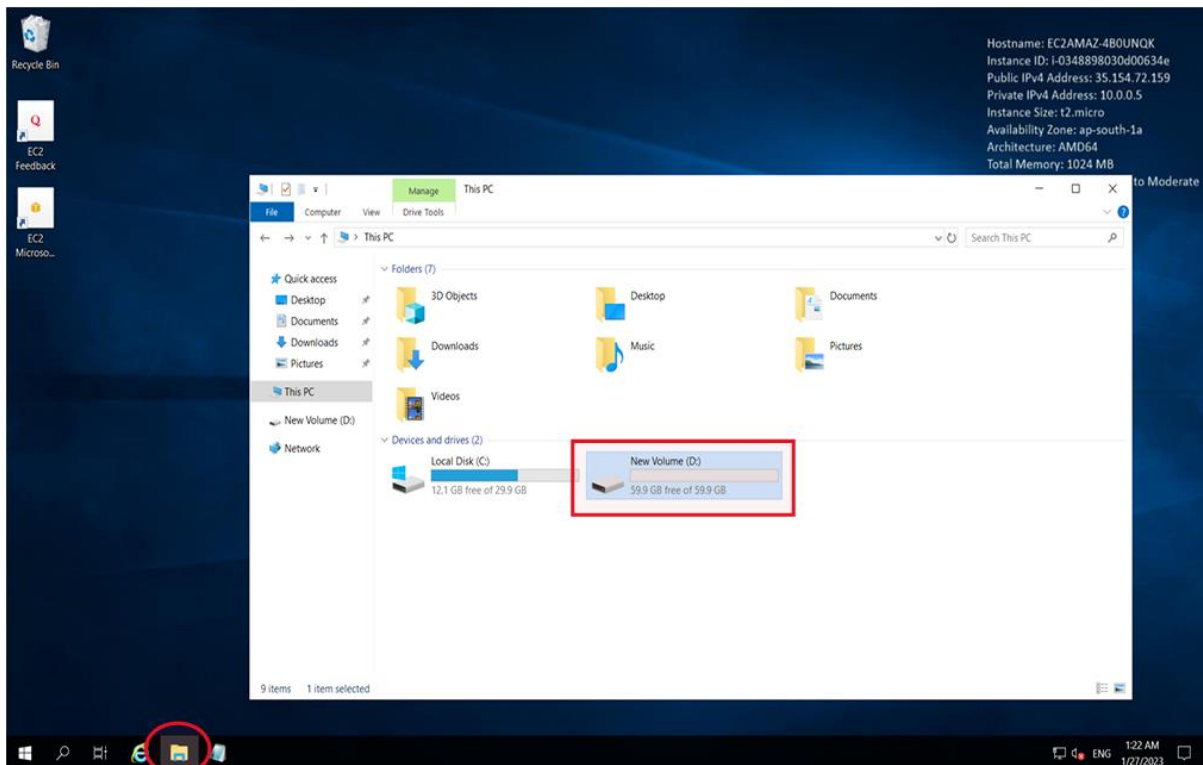 Recycle Bin
EC2
Feedback
EC2
Microso...
Hostname: EC2AMAZ-4B0UNQK
Instance ID: i-0348898030d00634e
Public IPv4 Address: 35.154.72.159
Private IPv4 Address: 10.0.0.5
Instance Size: t2.micro
Availability Zone: ap-south-1a
Architecture: AMD64
Total Memory: 1024 MB
to Moderate
Manage This PC
File Computer View Drive Tools
This PC
Search This PC
Quick access
Desktop
Documents
Downloads
Pictures
This PC
New Volume (D:)
Network
Folders (7)
3D Objects Desktop Documents
Downloads Music Pictures
Videos
Devices and drives (2)
Local Disk (C:)
12.1 GB free of 29.9 GB
New Volume (D:)
59.9 GB free of 59.9 GB
9 items 1 item selected
ENG
1:22 AM
1/27/2023